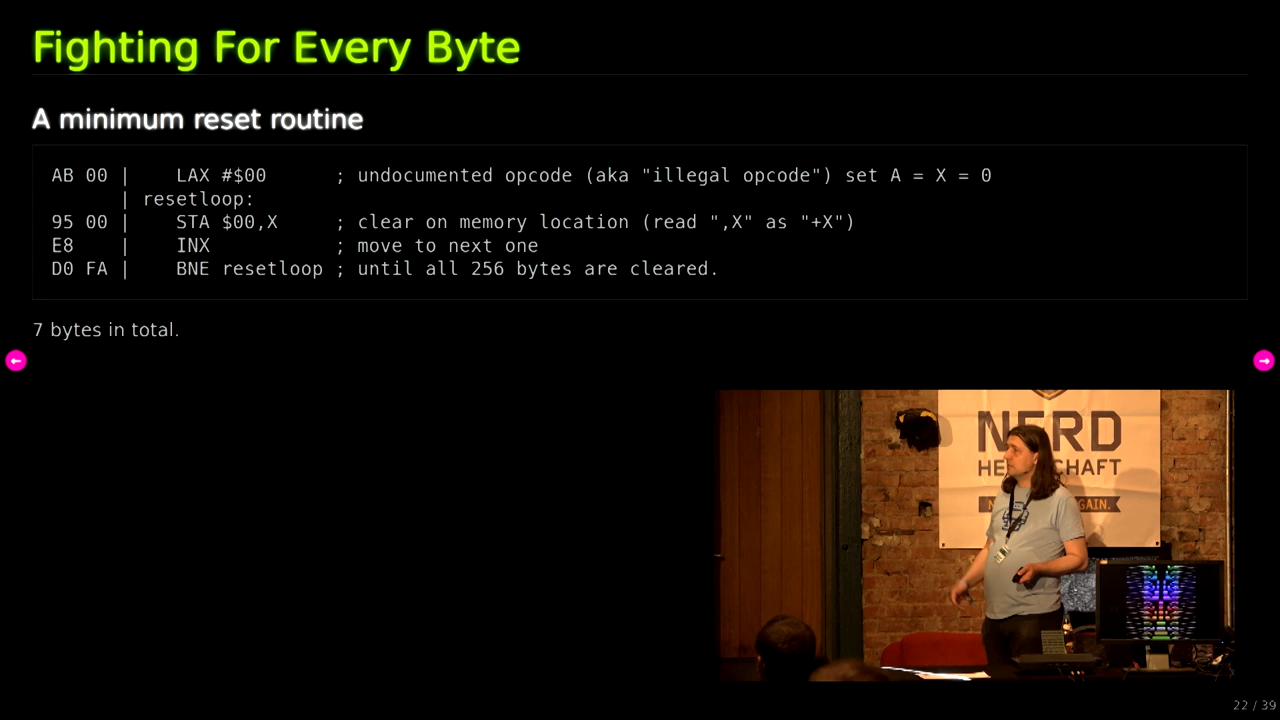 Fighting For Every Byte
A minimum reset routine
AB 00 |    LAX #$00      ; undocumented opcode (aka "illegal opcode") set A = X = 0
      | resetloop:
95 00 |    STA $00,X     ; clear on memory location (read ",X" as "+X")
E8    |    INX           ; move to next one
D0 FA |    BNE resetloop ; until all 256 bytes are cleared.
7 bytes in total.
←
→
NERD
GAIN.
22 / 39